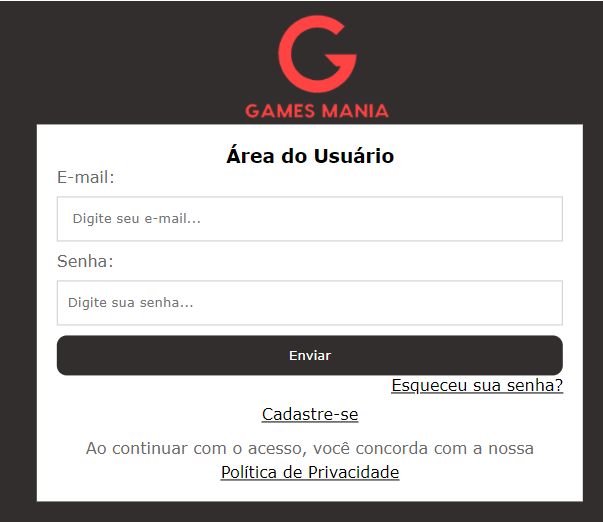 GAMES MANIA
Área do Usuário
E-mail:
Digite seu e-mail...
Senha:
Digite sua senha...
Enviar
Esqueceu sua senha?
Cadastre-se
Ao continuar com o acesso, você concorda com a nossa
Política de Privacidade